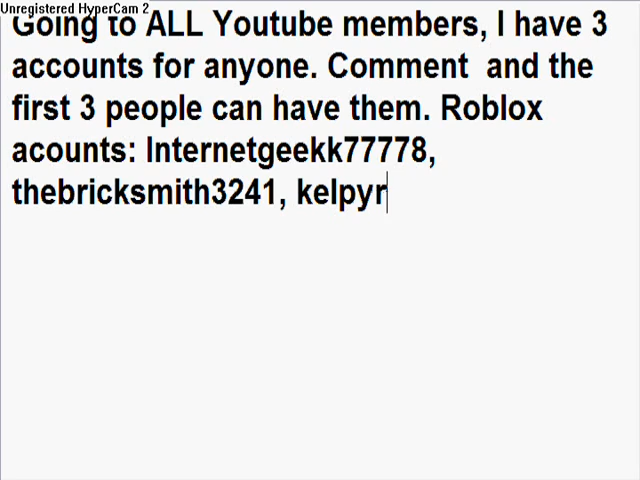 Unregistered HyperCam 2
Going to ALL Youtube members, I have 3
accounts for anyone. Comment  and the
first 3 people can have them. Roblox
acounts: Internetgeekk77778,
thebricksmith3241, kelpyr